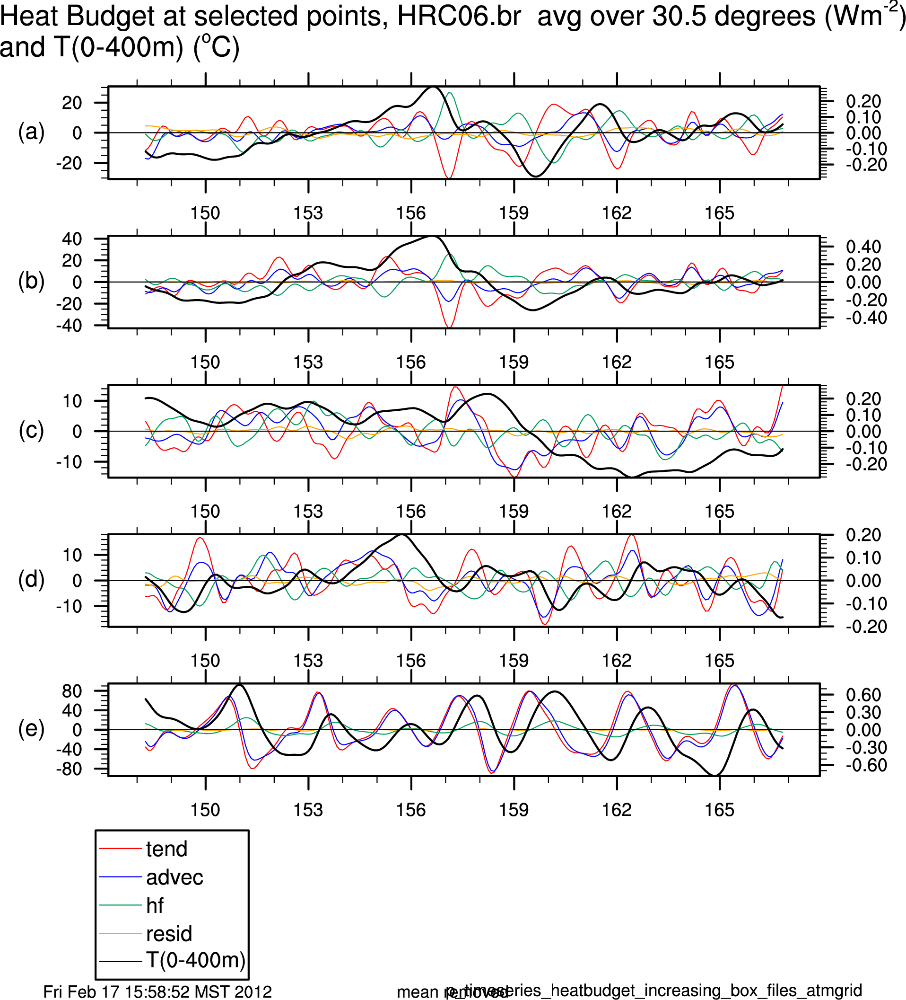 Heat Budget at selected points, HRC06.br avg over 30.5 degrees (Wm-2)
and T(0-400m) (oC)
20
0
-20
(a)
0.20
0.10
0.00
-0.10
-0.20
150 153 156 159 162 165
40
20
0
-20
-40
(b)
0.40
0.20
0.00
-0.20
-0.40
150 153 156 159 162 165
10
0
-10
(c)
0.20
0.10
0.00
-0.10
-0.20
150 153 156 159 162 165
10
0
-10
(d)
0.20
0.10
0.00
-0.10
-0.20
150 153 156 159 162 165
80
40
0
-40
-80
(e)
0.60
0.30
0.00
-0.30
-0.60
150 153 156 159 162 165
tend
advec
hf
resid
T(0-400m)
Fri Feb 17 15:58:52 MST 2012
mean removed
p_timeseries_heatbudget_increasing_box_files_atmgrid